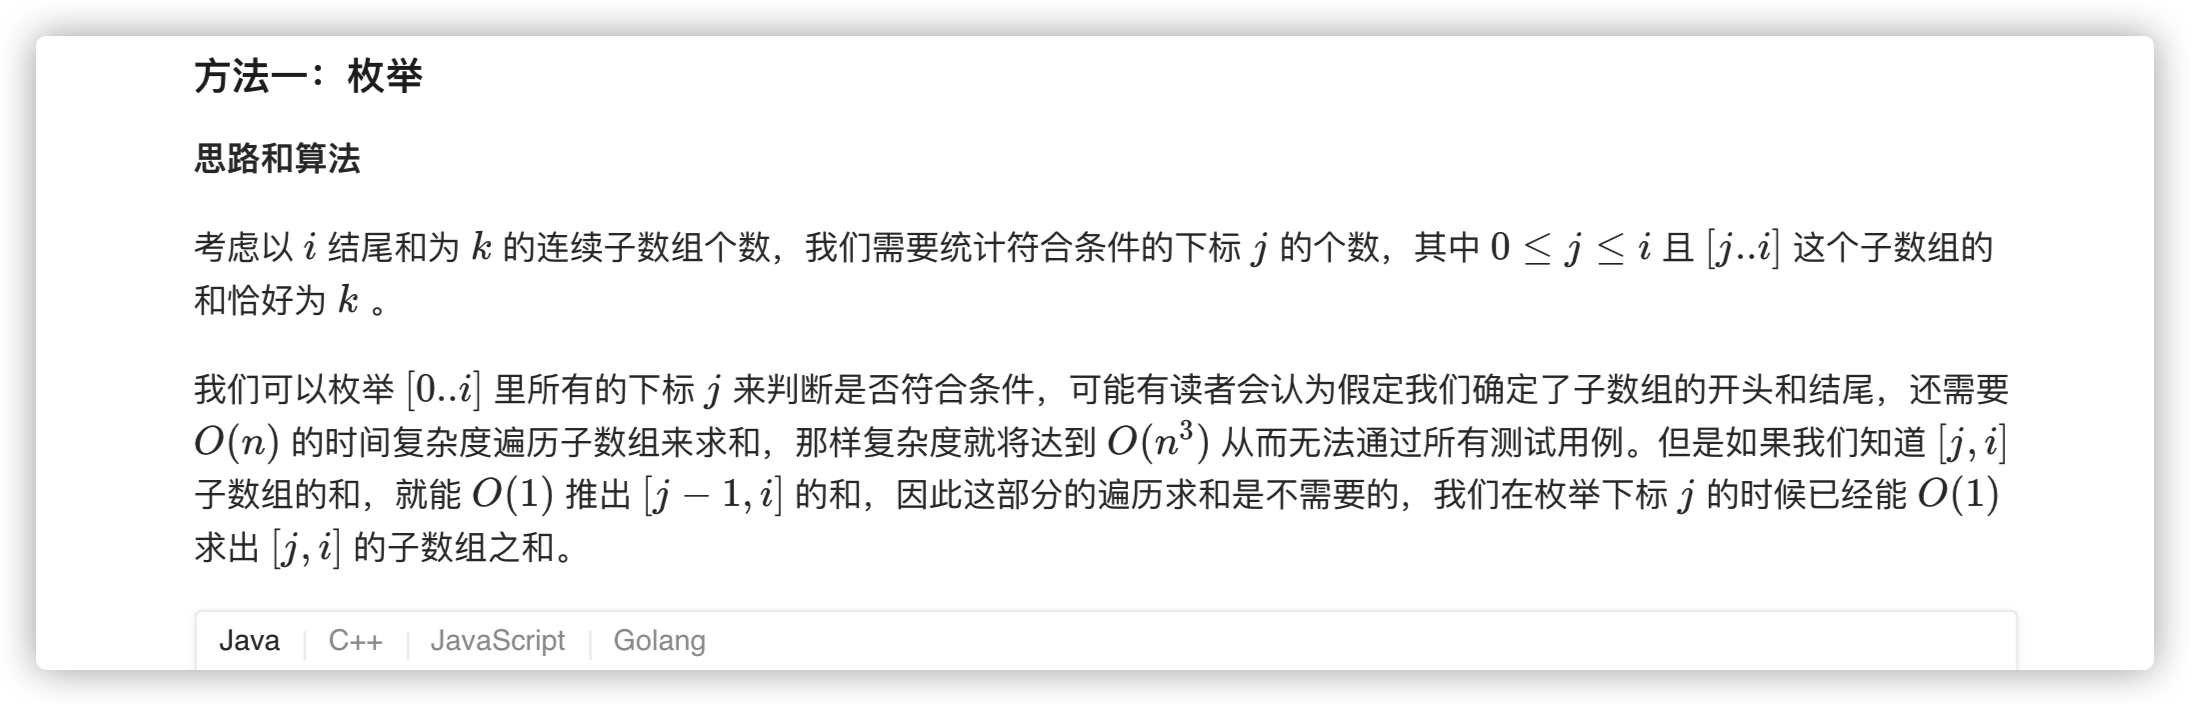 方法一：枚举
思路和算法
考虑以 i 结尾和为 k 的连续子数组个数，我们需要统计符合条件的下标 j 的个数，其中 0 ≤ j ≤ i 且 [j..i] 这个子数组的
和恰好为 k 。
我们可以枚举 [0..i] 里所有的下标 j 来判断是否符合条件，可能有读者会认为假定我们确定了子数组的开头和结尾，还需要
O(n) 的时间复杂度遍历子数组来求和，那样复杂度就将达到 O(n³) 从而无法通过所有测试用例。但是如果我们知道 [j, i]
子数组的和，就能 O(1) 推出 [j − 1, i] 的和，因此这部分的遍历求和是不需要的，我们在枚举下标 j 的时候已经能 O(1)
求出 [j, i] 的子数组之和。
Java | C++ | JavaScript | Golang